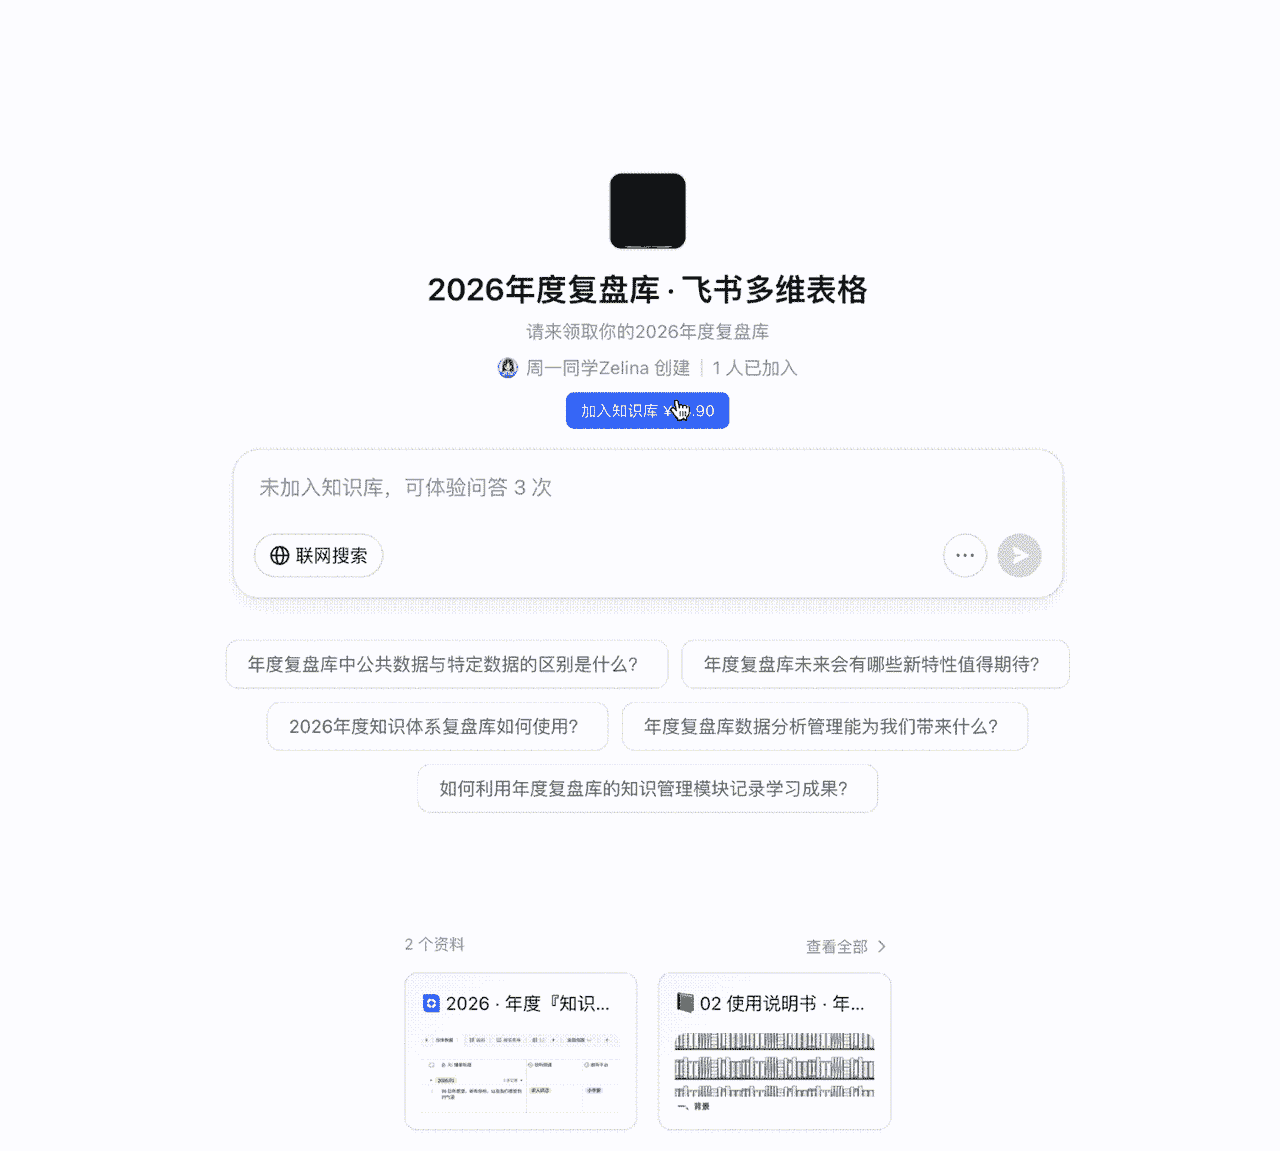 2026年度复盘库 · 飞书多维表格
请来领取你的2026年度复盘库
周一同学Zelina 创建 | 1 人已加入
加入知识库 ¥ .90
未加入知识库，可体验问答 3 次
联网搜索
年度复盘库中公共数据与特定数据的区别是什么?
年度复盘库未来会有哪些新特性值得期待?
2026年度知识体系复盘库如何使用?
年度复盘库数据分析管理能为我们带来什么?
如何利用年度复盘库的知识管理模块记录学习成果?
2 个资料
查看全部
2026 · 年度『知识...
02 使用说明书 · 年...
一、背景